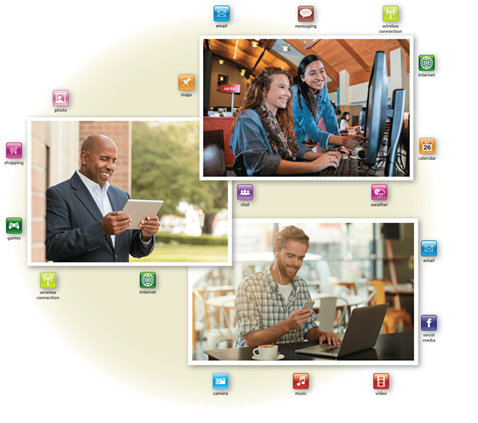 email
messaging
wireless
connection
Internet
maps
photo
calendar
26
shopping
chat
weather
games
email
wireless
connection
Internet
social
media
f
camera
music
video